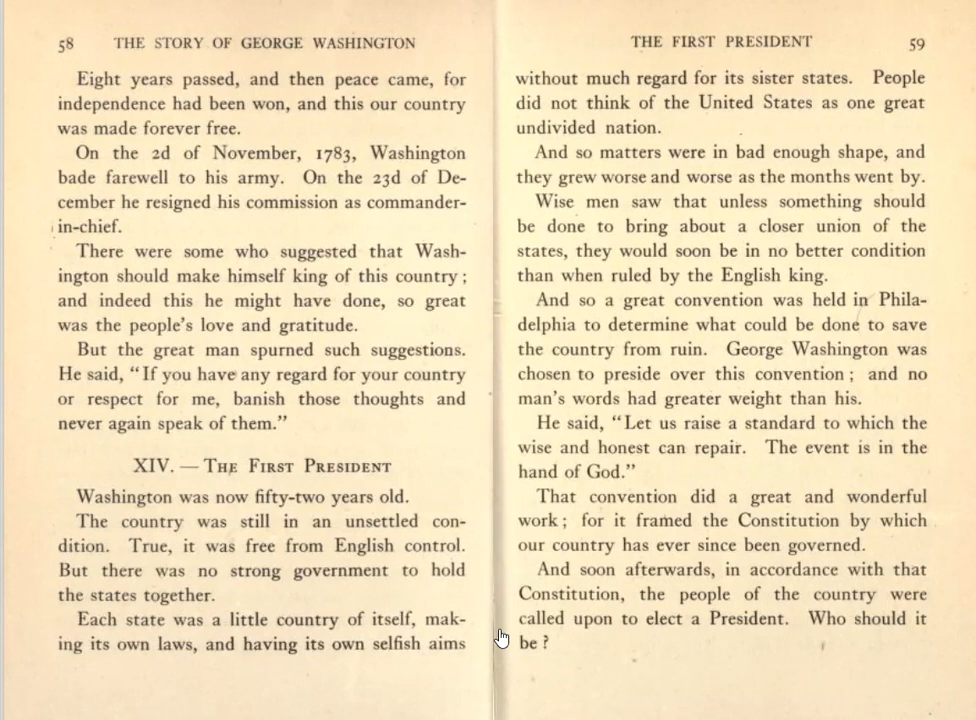 58 THE STORY OF GEORGE WASHINGTON
Eight years passed, and then peace came, for
independence had been won, and this our country
was made forever free.
On the 2d of November, 1783, Washington
bade farewell to his army. On the 23d of De-
cember he resigned his commission as commander-
in-chief.
There were some who suggested that Wash-
ington should make himself king of this country;
and indeed this he might have done, so great
was the people's love and gratitude.
But the great man spurned such suggestions.
He said, "If you have any regard for your country
or respect for me, banish those thoughts and
never again speak of them."
XIV. — THE FIRST PRESIDENT
Washington was now fifty-two years old.
The country was still in an unsettled con-
dition. True, it was free from English control.
But there was no strong government to hold
the states together.
Each state was a little country of itself, mak-
ing its own laws, and having its own selfish aims
THE FIRST PRESIDENT 59
without much regard for its sister states. People
did not think of the United States as one great
undivided nation.
And so matters were in bad enough shape, and
they grew worse and worse as the months went by.
Wise men saw that unless something should
be done to bring about a closer union of the
states, they would soon be in no better condition
than when ruled by the English king.
And so a great convention was held in Phila-
delphia to determine what could be done to save
the country from ruin. George Washington was
chosen to preside over this convention; and no
man's words had greater weight than his.
He said, "Let us raise a standard to which the
wise and honest can repair. The event is in the
hand of God."
That convention did a great and wonderful
work; for it framed the Constitution by which
our country has ever since been governed.
And soon afterwards, in accordance with that
Constitution, the people of the country were
called upon to elect a President. Who should it
be?